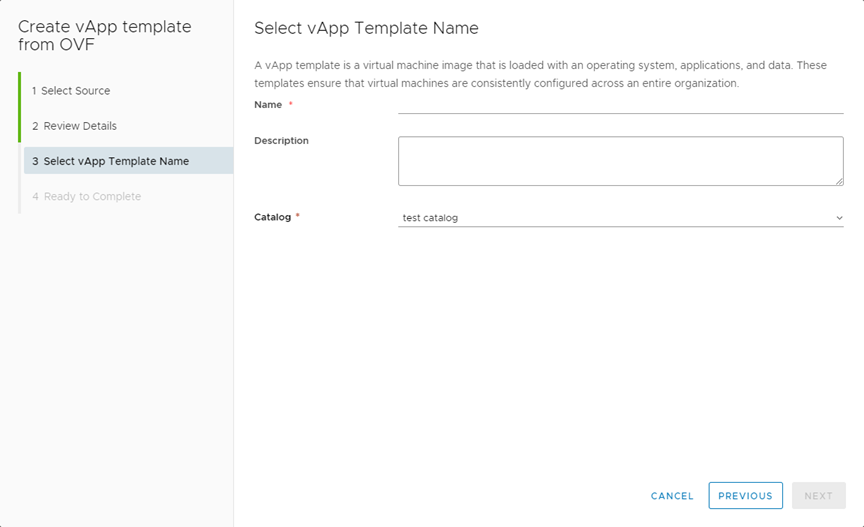 Create vApp template
from OVF
1 Select Source
2 Review Details
3 Select vApp Template Name
4 Ready to Complete
Select vApp Template Name
A vApp template is a virtual machine image that is loaded with an operating system, applications, and data. These
templates ensure that virtual machines are consistently configured across an entire organization.
Name *
Description
Catalog * test catalog
CANCEL PREVIOUS NEXT